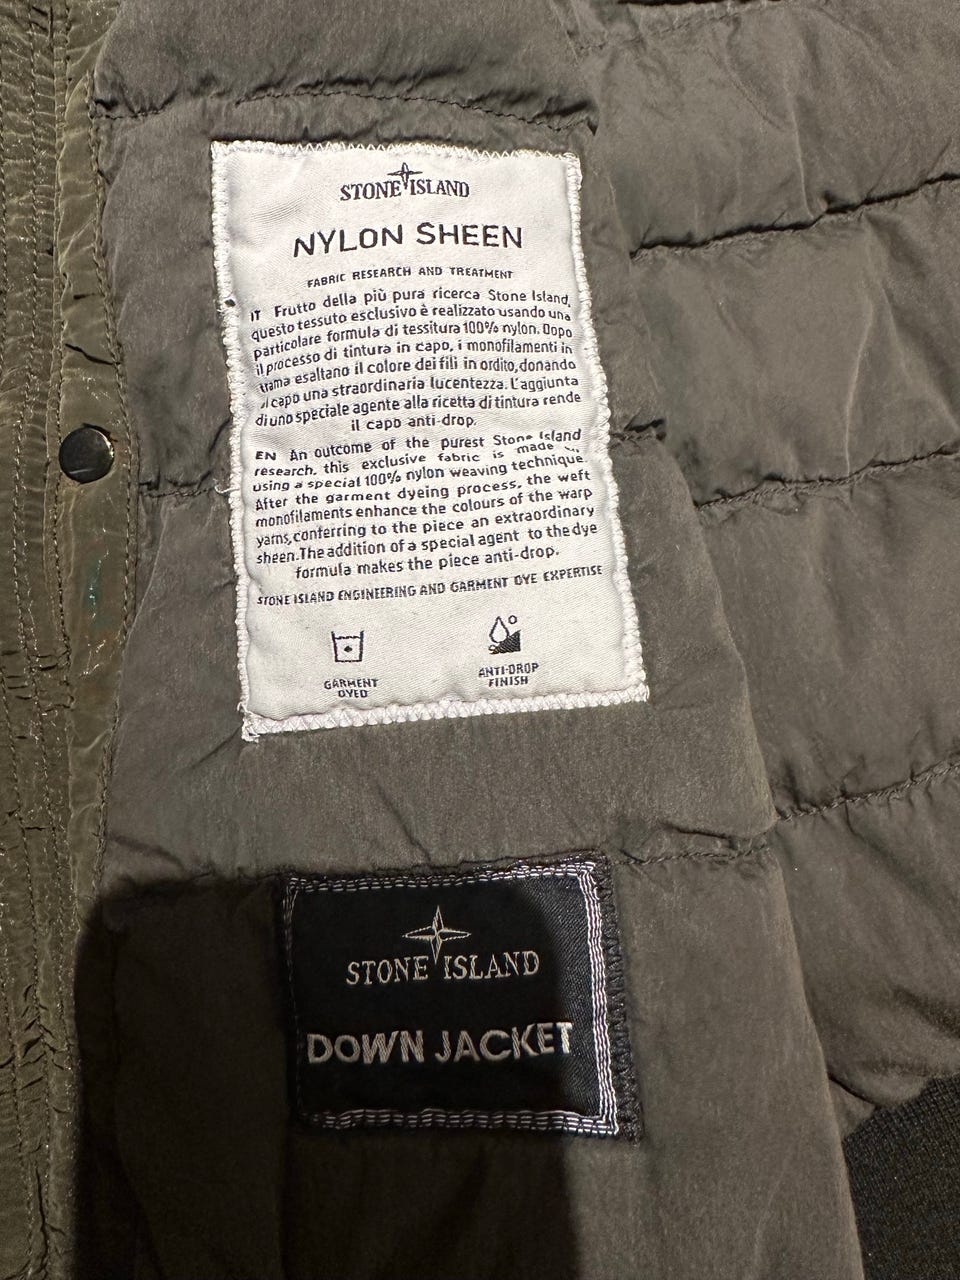 STONE ISLAND
NYLON SHEEN
FABRIC RESEARCH AND TREATMENT
IT Frutto della più pura ricerca Stone Island,
questo tessuto esclusivo è realizzato usando una
particolare formula di tessitura 100% nylon. Dopo
il processo di tintura in capo, i monofilamenti in
trama esaltano il colore dei fili in ordito, donando
al capo una straordinaria lucentezza. L'aggiunta
di uno speciale agente alla ricetta di tintura rende
il capo anti-drop.
EN An outcome of the purest Stone Island
research, this exclusive fabric is made
using a special 100% nylon weaving technique.
After the garment dyeing process, the weft
monofilaments enhance the colours of the warp
yarns, conferring to the piece an extraordinary
sheen. The addition of a special agent to the dye
formula makes the piece anti-drop.
STONE ISLAND ENGINEERING AND GARMENT DYE EXPERTISE
GARMENT DYED
ANTI-DROP FINISH
STONE ISLAND
DOWN JACKET